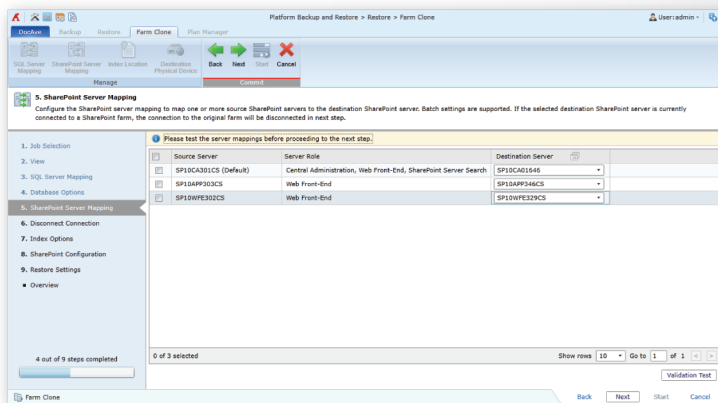 Platform Backup and Restore > Restore > Farm Clone
User:admin
DocAve
Backup
Restore
Farm Clone
Plan Manager
SQL Server Mapping
SharePoint Server Mapping
Index Location
Destination Physical Device
Back
Next
Start
Cancel
Manage
Commit
5. SharePoint Server Mapping
Configure the SharePoint server mapping to map one or more source SharePoint servers to the destination SharePoint server. Batch settings are supported. If the selected destination SharePoint server is currently
connected to a SharePoint farm, the connection to the original farm will be disconnected in next step.
1. Job Selection
2. View
3. SQL Server Mapping
4. Database Options
5. SharePoint Server Mapping
6. Disconnect Connection
7. Index Options
8. SharePoint Configuration
9. Restore Settings
Overview
4 out of 9 steps completed
Please test the server mappings before proceeding to the next step.
Source Server Server Role Destination Server
SP10CA301CS (Default) Central Administration, Web Front-End, SharePoint Server Search SP10CA01646
SP10APP303CS Web Front-End SP10APP346CS
SP10WFE302CS Web Front-End SP10WFE329CS
0 of 3 selected
Show rows 10 Go to 1 of 1 < >
Validation Test
Farm Clone
Back Next Start Cancel